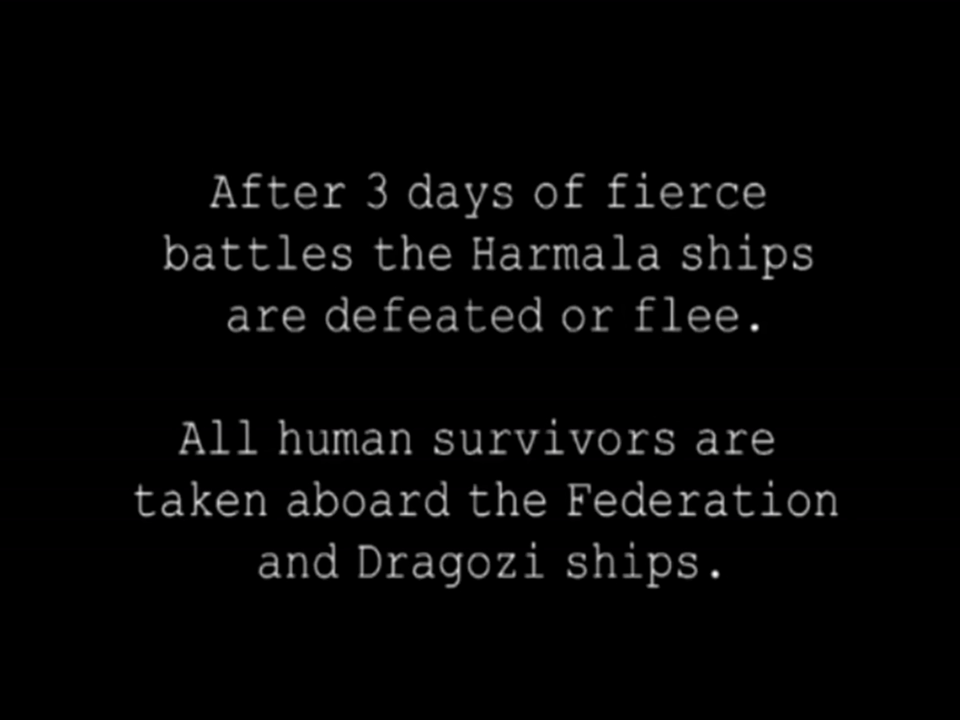 After 3 days of fierce
battles the Harmala ships
are defeated or flee.
All human survivors are
taken aboard the Federation
and Dragozi ships.